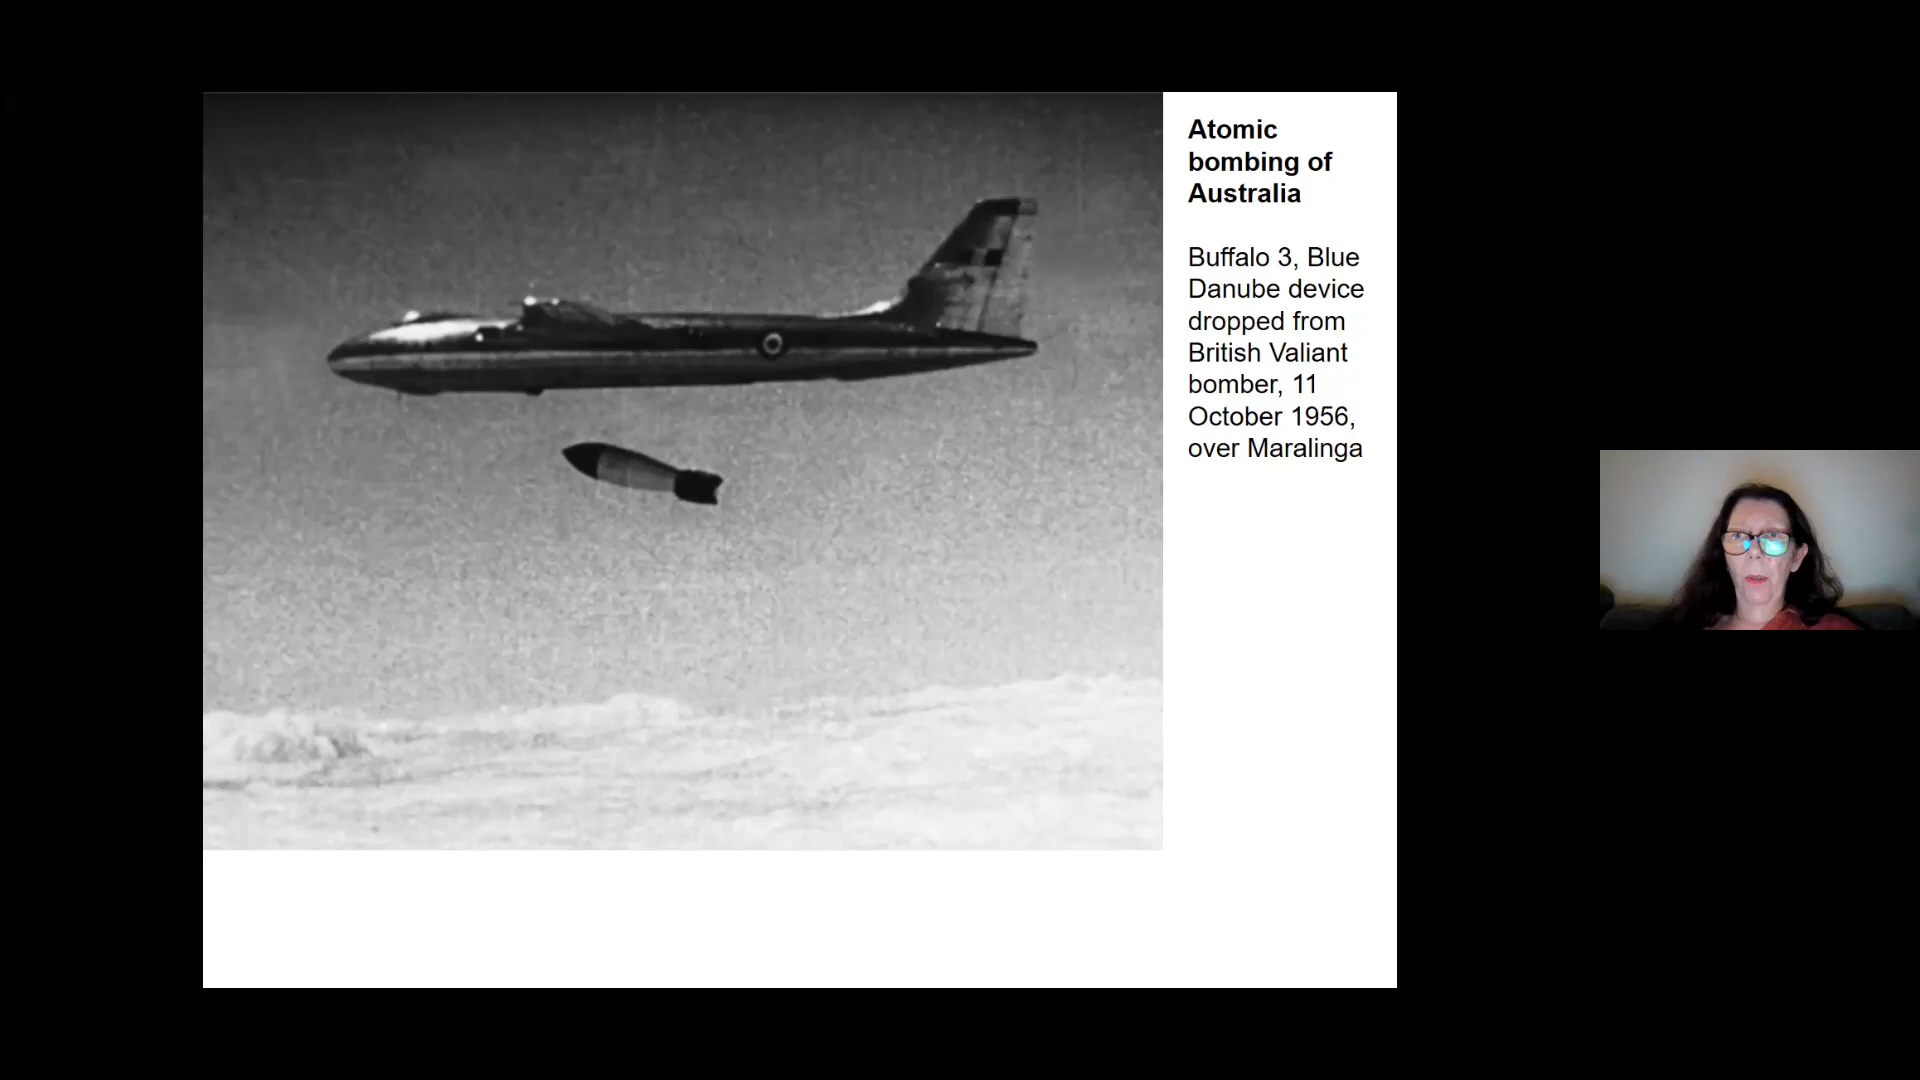 Atomic
bombing of
Australia
Buffalo 3, Blue
Danube device
dropped from
British Valiant
bomber, 11
October 1956,
over Maralinga